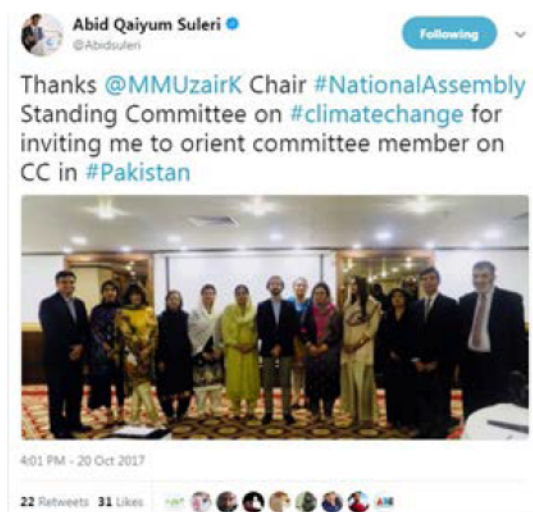 Abid Qaiyum Suleri
@Abidsuleri
Following
Thanks @MMUzairK Chair #NationalAssembly
Standing Committee on #climatechange for
inviting me to orient committee member on
CC in #Pakistan
4:01 PM - 20 Oct 2017
22 Retweets 31 Likes